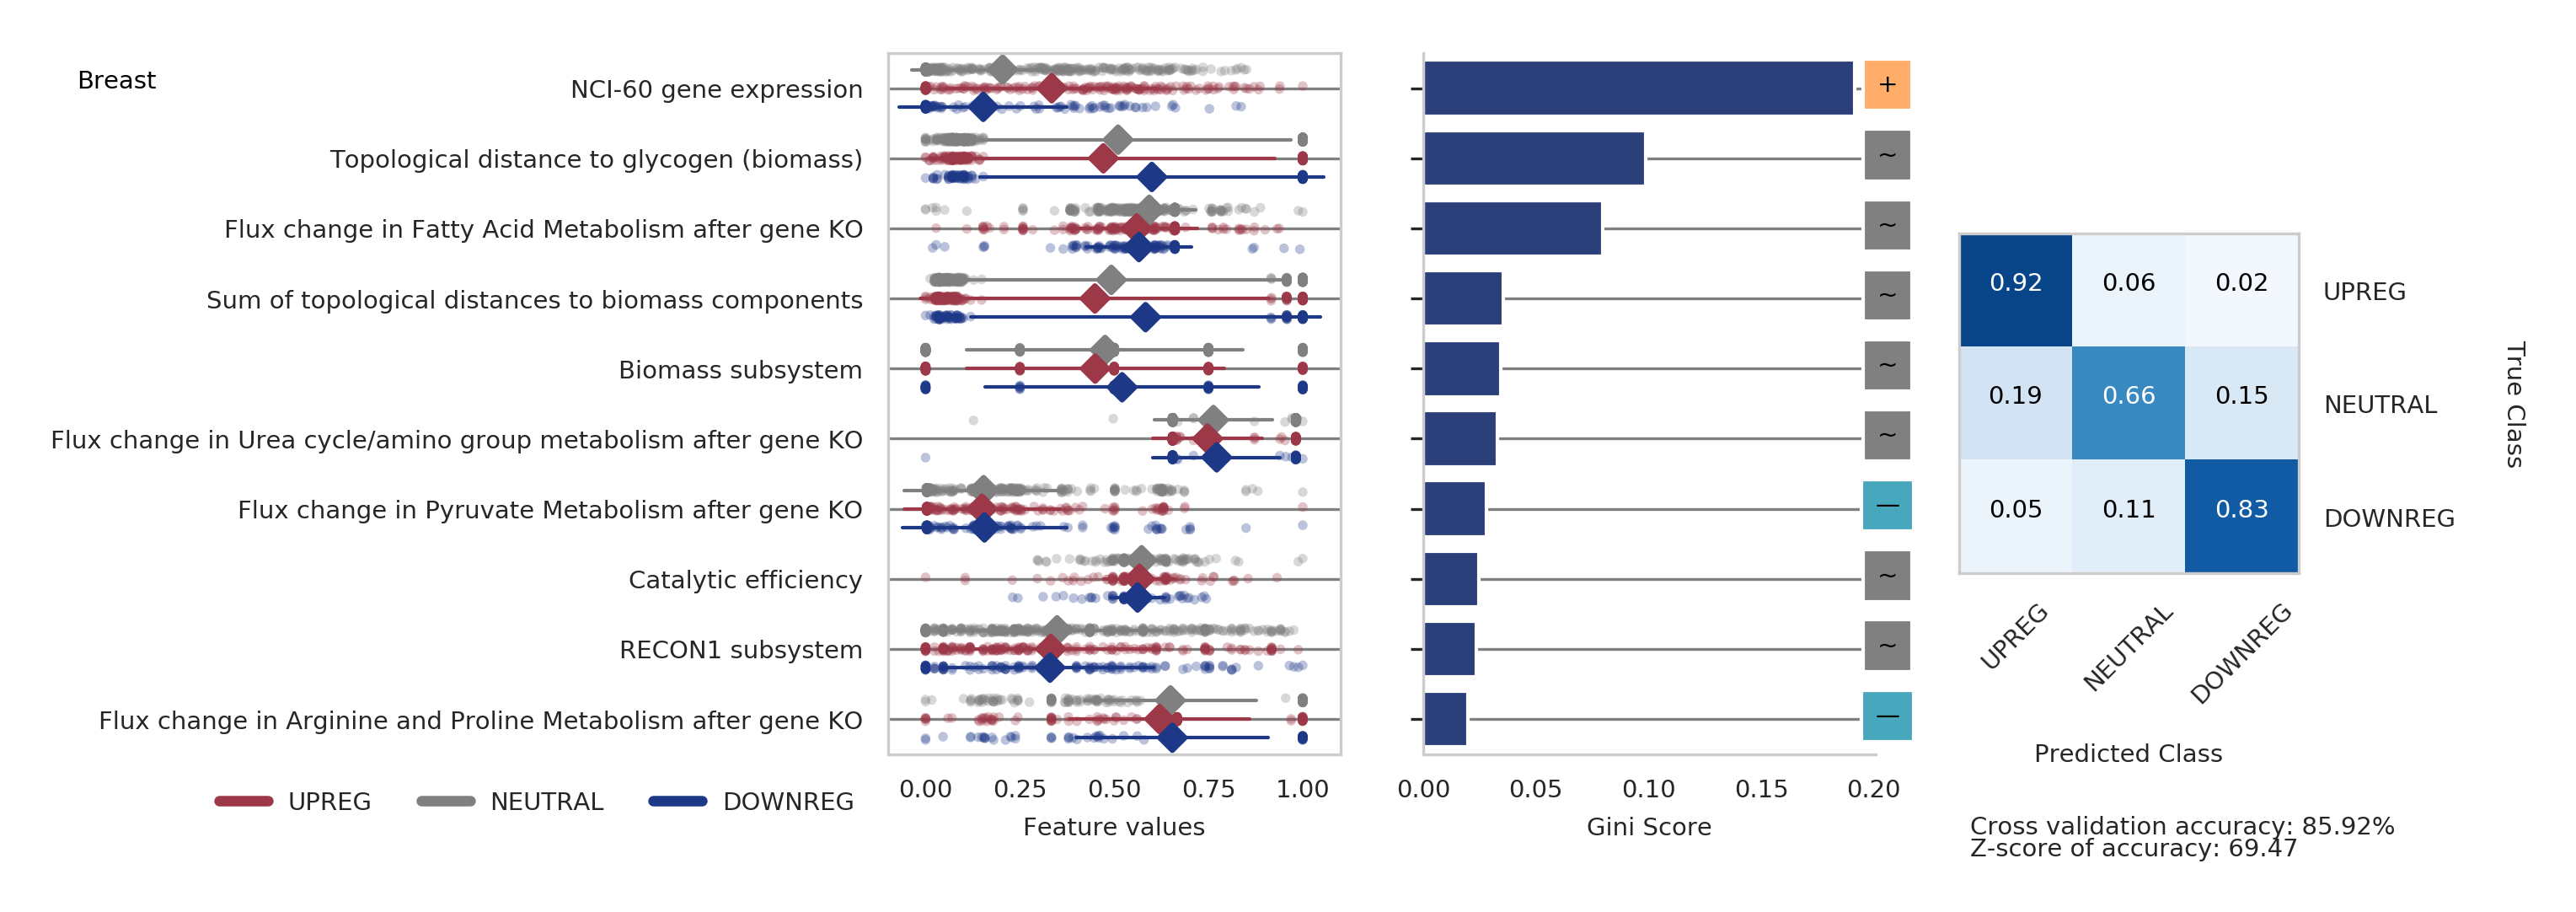 Breast
NCI-60 gene expression
Topological distance to glycogen (biomass)
Flux change in Fatty Acid Metabolism after gene KO
Sum of topological distances to biomass components
Biomass subsystem
Flux change in Urea cycle/amino group metabolism after gene KO
Flux change in Pyruvate Metabolism after gene KO
Catalytic efficiency
RECON1 subsystem
Flux change in Arginine and Proline Metabolism after gene KO
UPREG NEUTRAL DOWNREG
0.00 0.25 0.50 0.75 1.00
Feature values
+
~
~
~
~
~
—
~
~
—
0.00 0.05 0.10 0.15 0.20
Gini Score
0.92 0.06 0.02 UPREG
0.19 0.66 0.15 NEUTRAL
0.05 0.11 0.83 DOWNREG
True Class
UPREG NEUTRAL DOWNREG
Predicted Class
Cross validation accuracy: 85.92%
Z-score of accuracy: 69.47